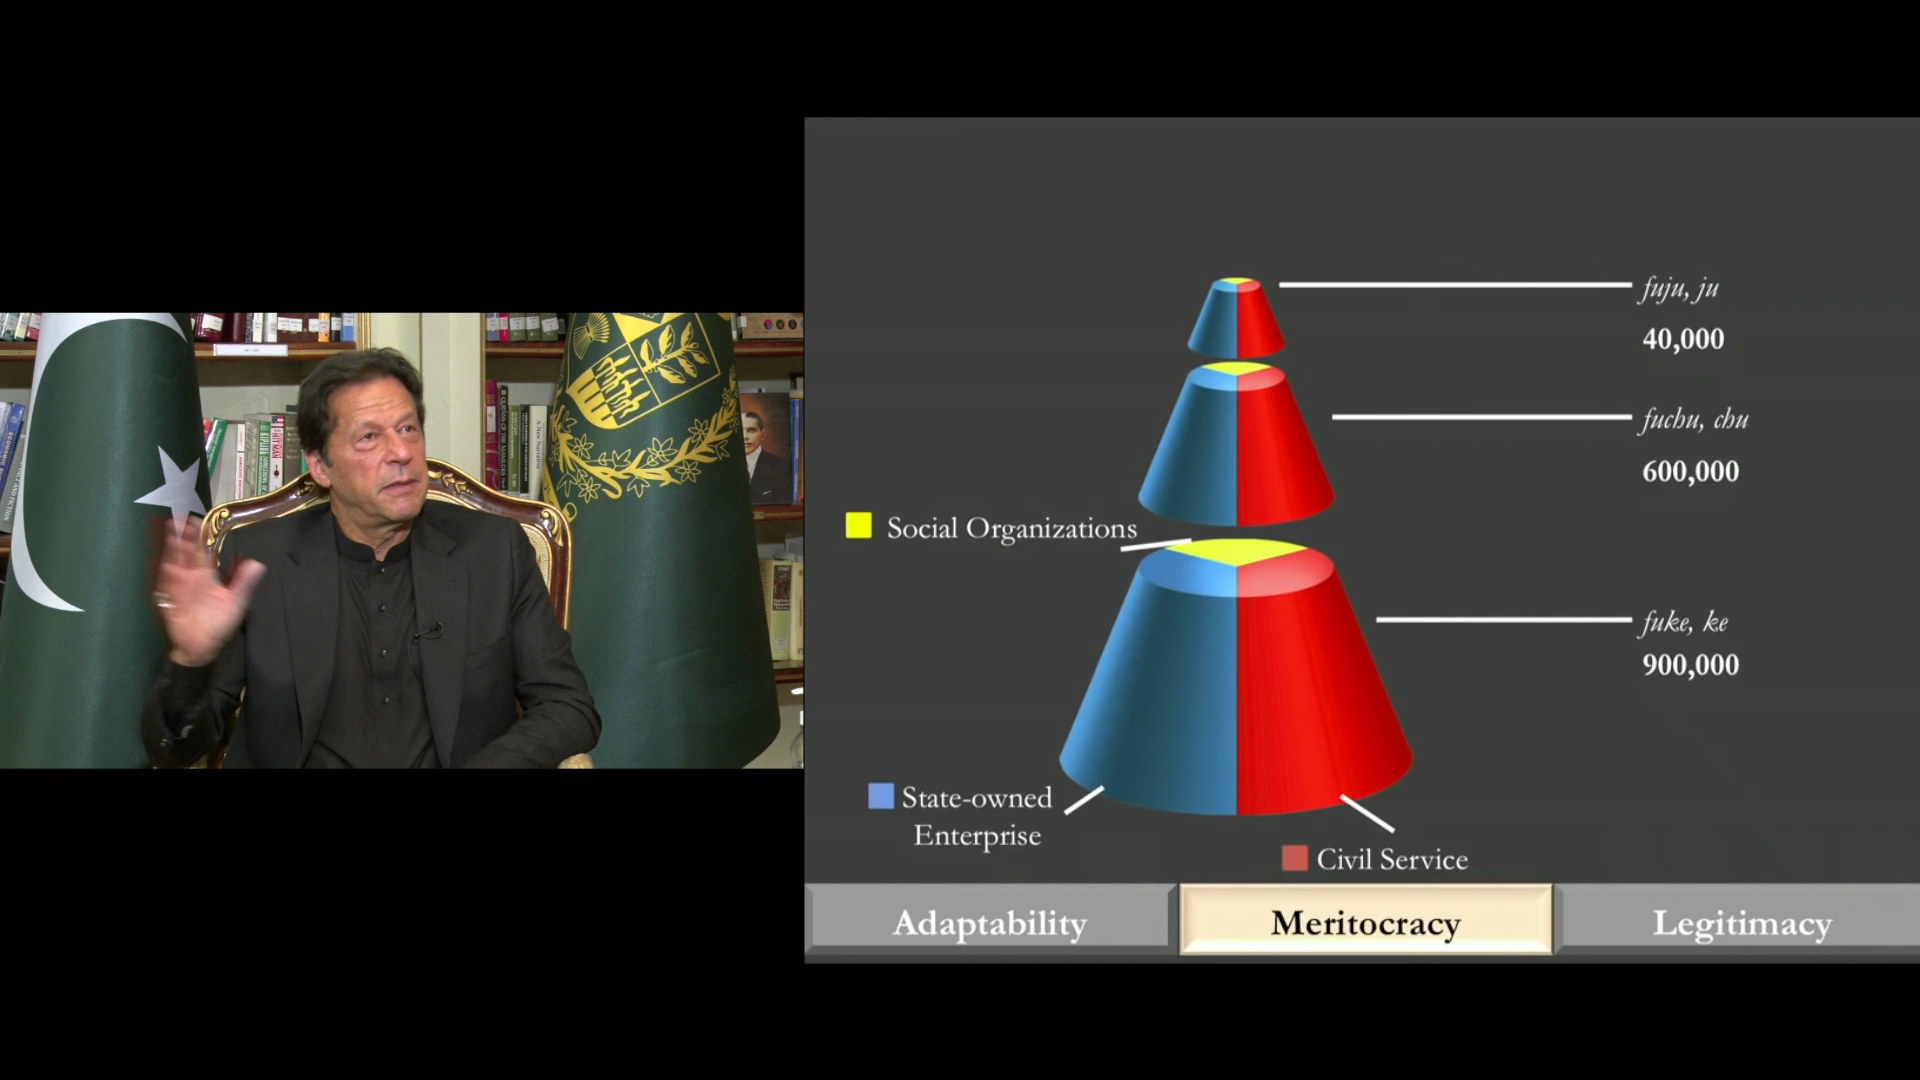 fuju, ju
40,000
fuchu, chu
600,000
Social Organizations
fuke, ke
900,000
State-owned
Enterprise
Civil Service
Adaptability
Meritocracy
Legitimacy